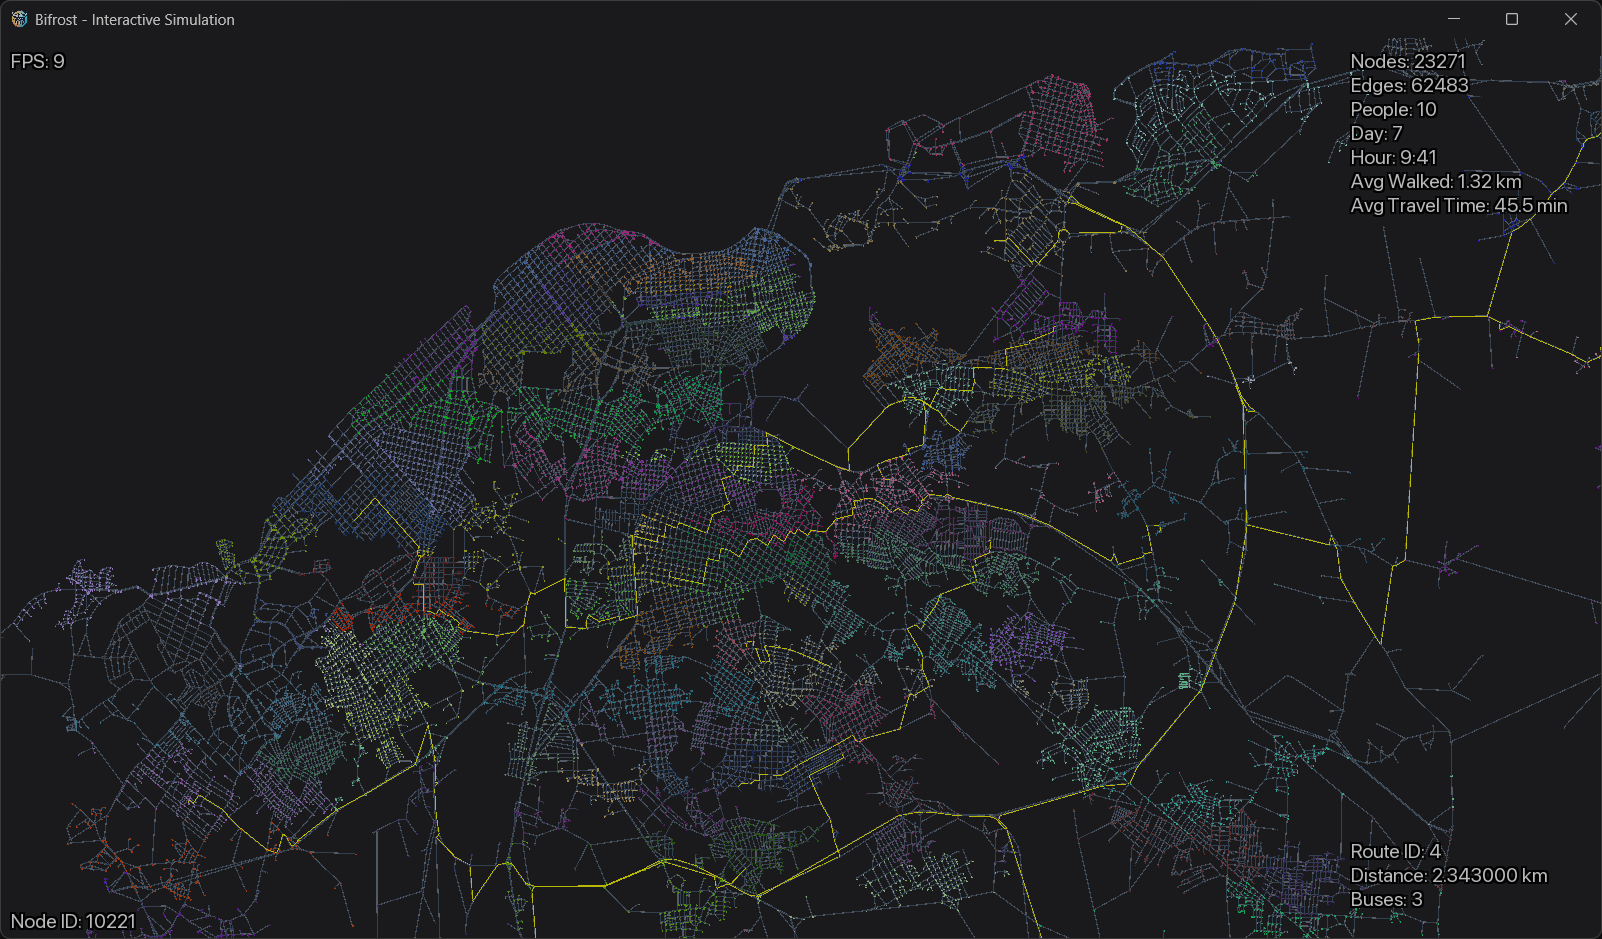 Bifrost - Interactive Simulation
FPS: 9
Nodes: 23271
Edges: 62483
People: 10
Day: 7
Hour: 9:41
Avg Walked: 1.32 km
Avg Travel Time: 45.5 min
Route ID: 4
Distance: 2.343000 km
Buses: 3
Node ID: 10221